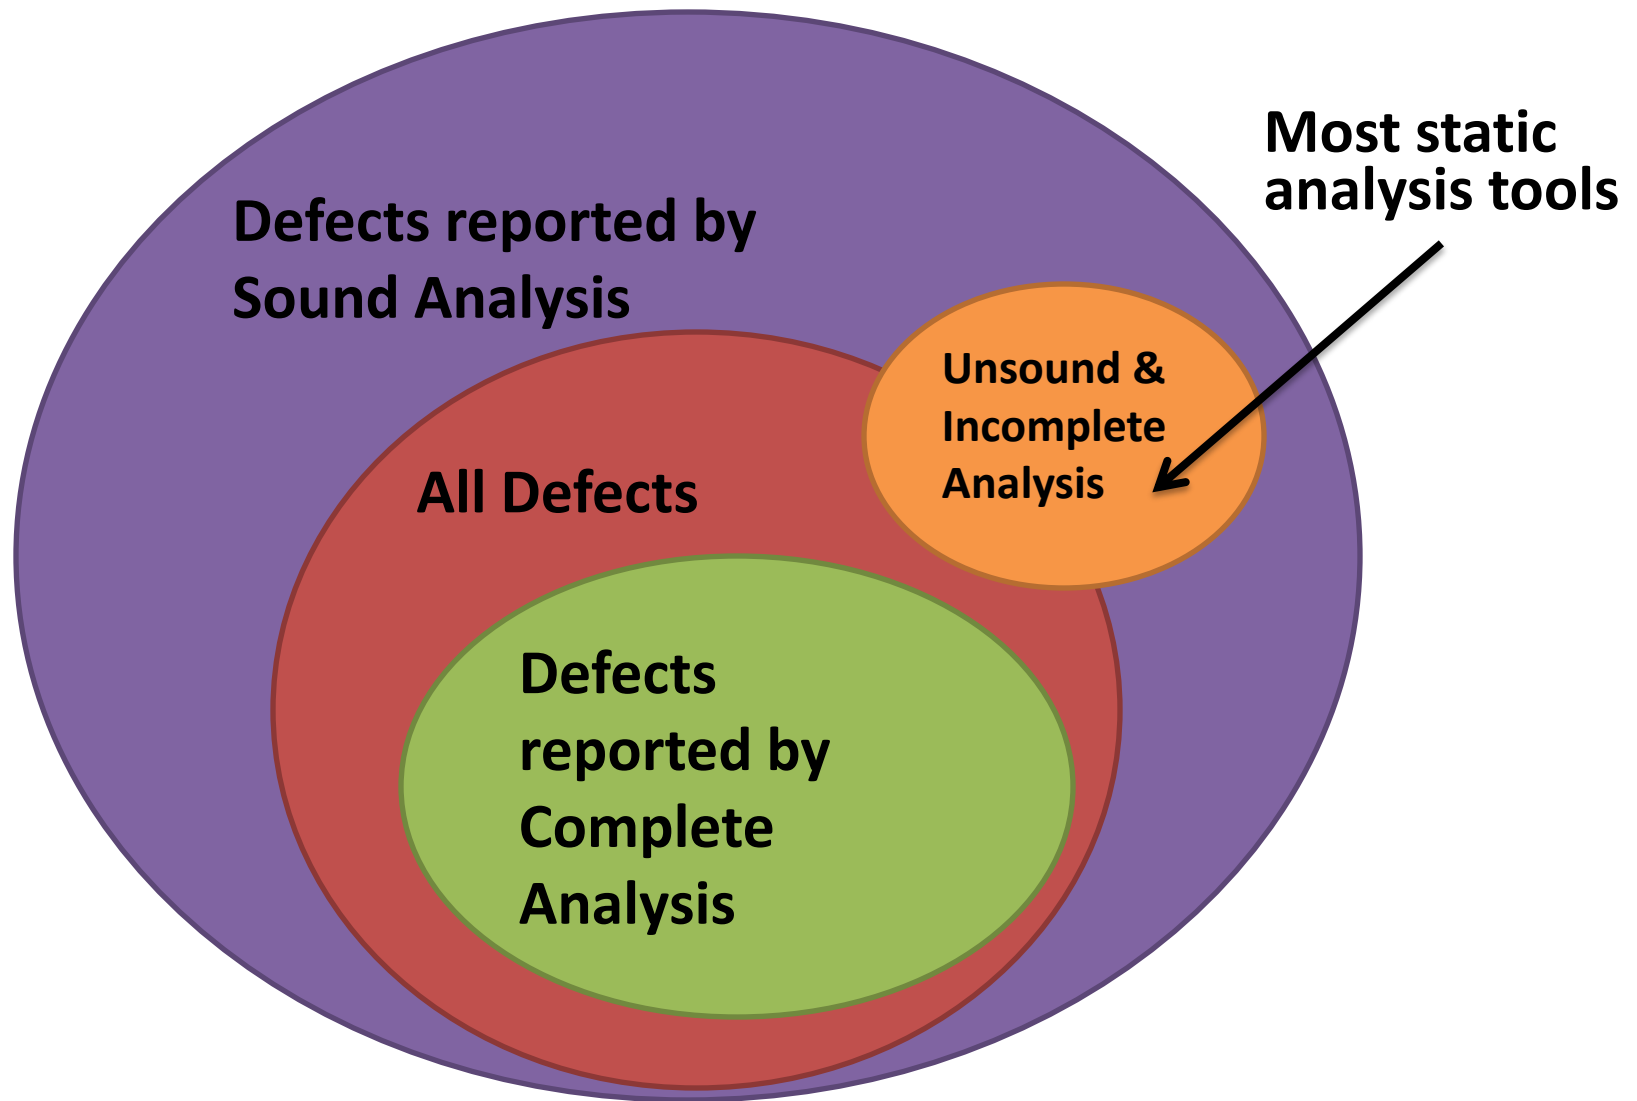 Most static
analysis tools
Defects reported by
Sound Analysis
Unsound &
Incomplete
Analysis
All Defects
Defects
reported by
Complete
Analysis